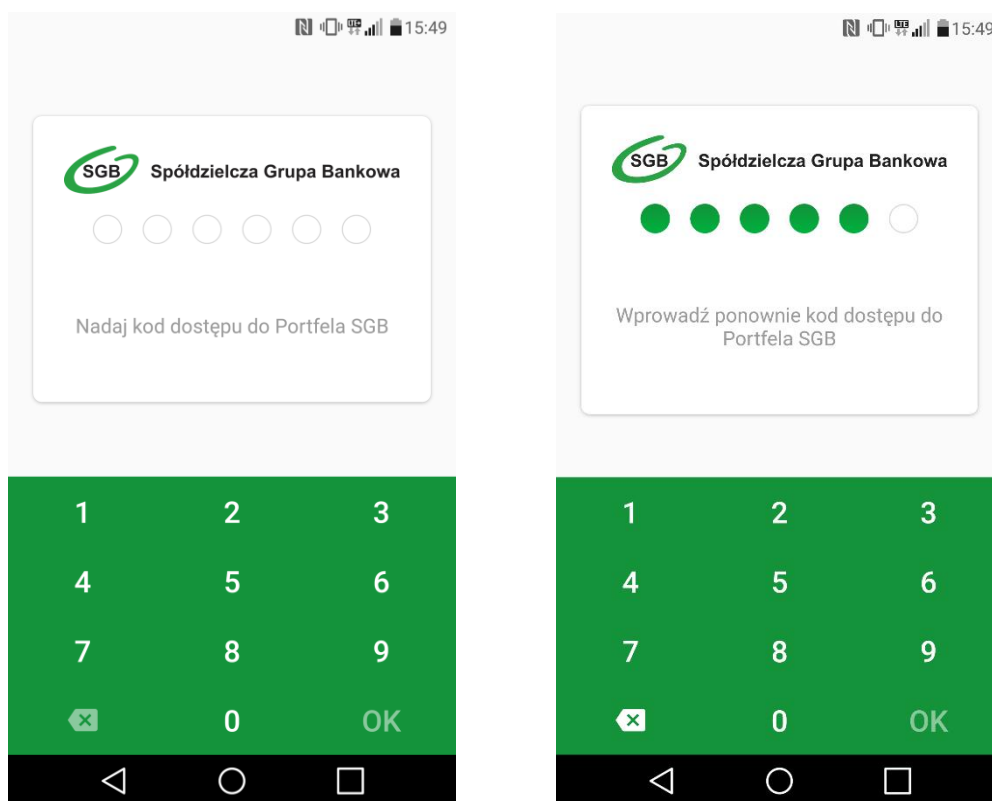 15:49
SGB Spółdzielcza Grupa Bankowa
Nadaj kod dostępu do Portfela SGB
1 2 3
4 5 6
7 8 9
0 OK
15:49
SGB Spółdzielcza Grupa Bankowa
Wprowadź ponownie kod dostępu do
Portfela SGB
1 2 3
4 5 6
7 8 9
0 OK